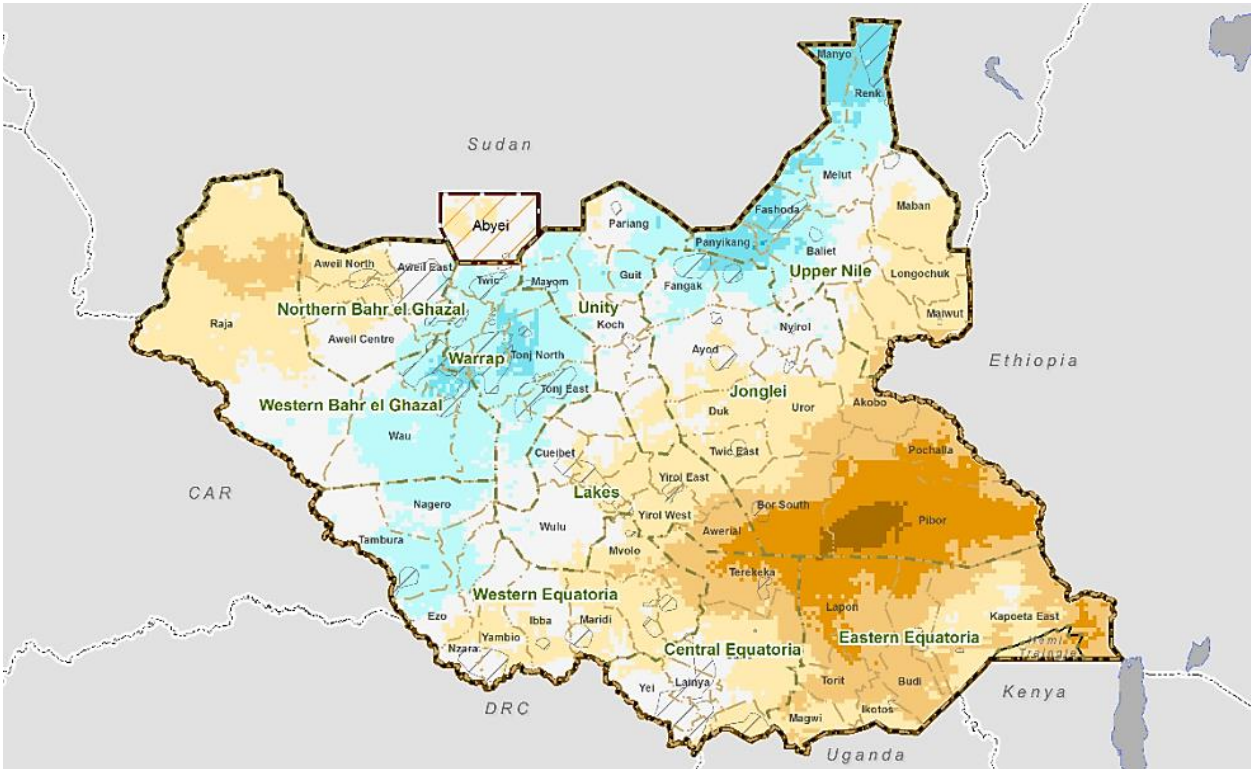 Manyo
Renk
Sudan
Melut
Fashoda
Maban
Abyei
Pariang
Panyikang
Baliet
Aweil North
Aweil East
Twic
Mayom
Guit
Fangak
Upper Nile
Longochuk
Northern Bahr el Ghazal
Unity
Maiwut
Raja
Koch
Nyirol
Aweil Centre
Ayod
Warrap
Tonj North
Ethiopia
Tonj East
Jonglei
Western Bahr el Ghazal
Duk
Uror
Akobo
Wau
Cueibet
Twic East
Pochalla
Yirol East
CAR
Lakes
Nagero
Bor South
Yirol West
Pibor
Wulu
Awerial
Tambura
Mvolo
Terekeka
Western Equatoria
Lapon
Ezo
Ibba
Maridi
Kapoeta East
Yambio
Eastern Equatoria
Nzara
Central Equatoria
Yei
Lainya
Torit
Budi
Kenya
DRC
Ikotos
Magwi
Uganda